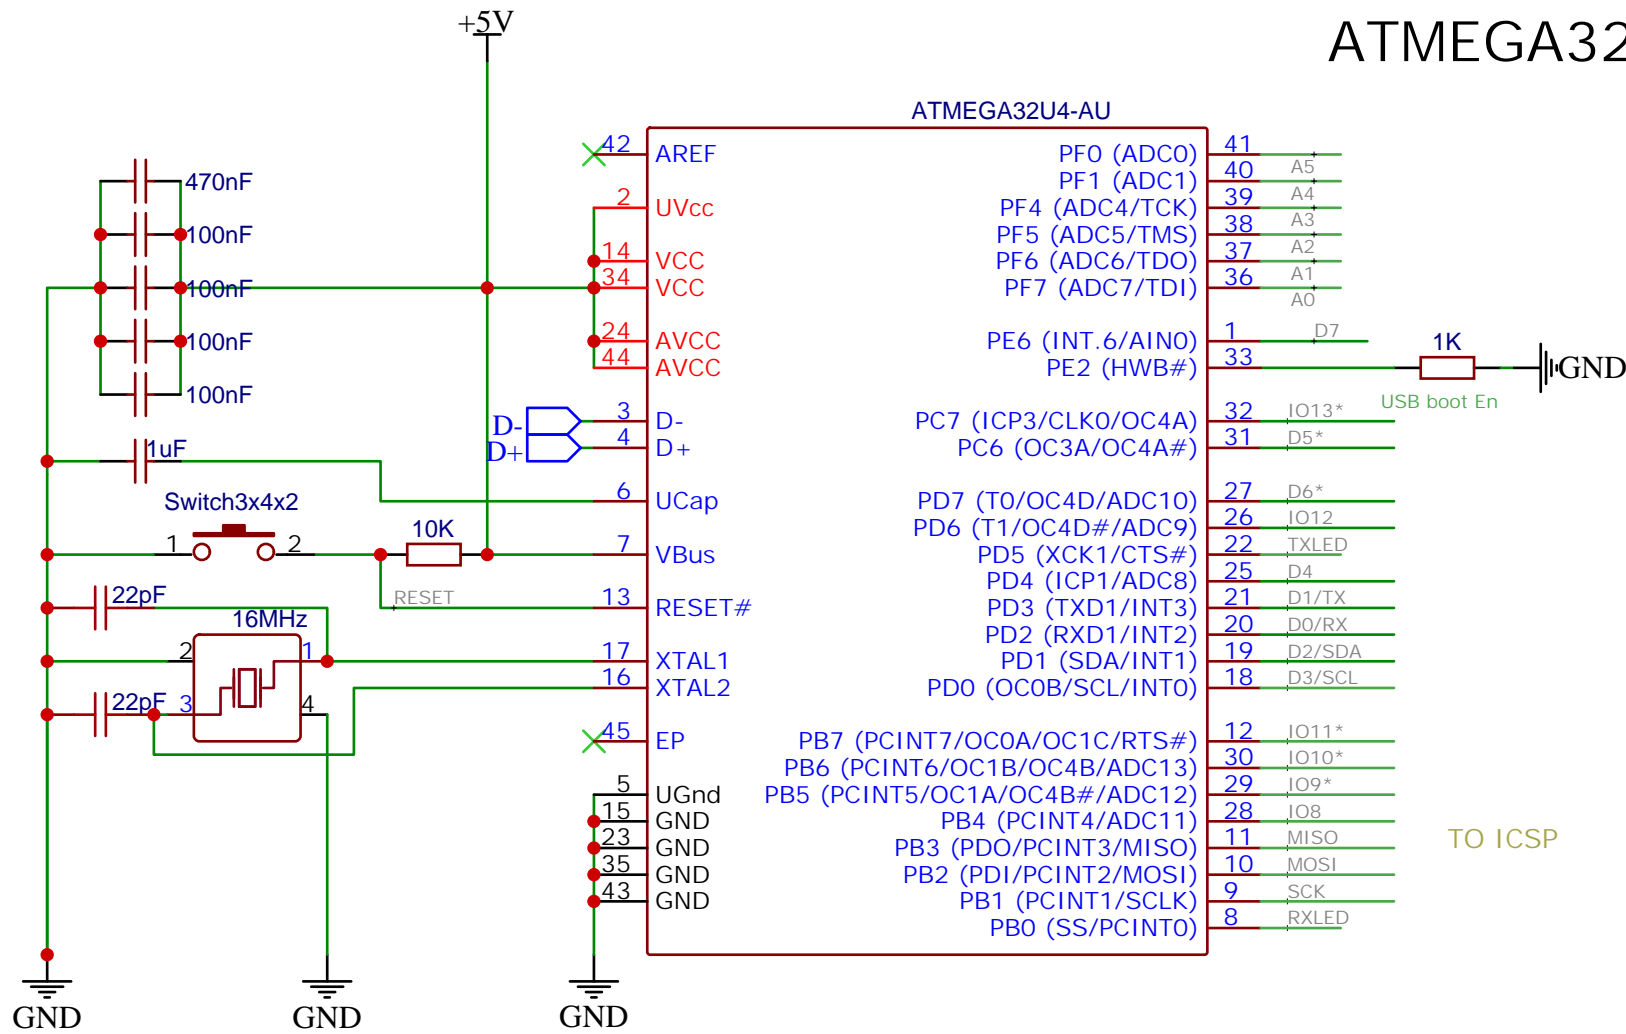 +5V
ATMEGA32
ATMEGA32U4-AU
470nF
100nF
100nF
100nF
100nF
1uF
Switch3x4x2
1 2
10K
RESET
22pF
16MHz
2 1
22pF
3 4
D-
D+
42 AREF
2 UVcc
14 VCC
34 VCC
24 AVCC
44 AVCC
3 D-
4 D+
6 UCap
7 VBus
13 RESET#
17 XTAL1
16 XTAL2
45 EP
5 UGnd
15 GND
23 GND
35 GND
43 GND
PF0 (ADC0) 41 A5
PF1 (ADC1) 40 A4
PF4 (ADC4/TCK) 39 A3
PF5 (ADC5/TMS) 38 A2
PF6 (ADC6/TDO) 37 A1
PF7 (ADC7/TDI) 36 A0
PE6 (INT.6/AIN0) 1 D7
PE2 (HWB#) 33
1K
GND
USB boot En
PC7 (ICP3/CLK0/OC4A) 32 IO13*
PC6 (OC3A/OC4A#) 31 D5*
PD7 (T0/OC4D/ADC10) 27 D6*
PD6 (T1/OC4D#/ADC9) 26 IO12
PD5 (XCK1/CTS#) 22 TXLED
PD4 (ICP1/ADC8) 25 D4
PD3 (TXD1/INT3) 21 D1/TX
PD2 (RXD1/INT2) 20 D0/RX
PD1 (SDA/INT1) 19 D2/SDA
PD0 (OC0B/SCL/INT0) 18 D3/SCL
PB7 (PCINT7/OC0A/OC1C/RTS#) 12 IO11*
PB6 (PCINT6/OC1B/OC4B/ADC13) 30 IO10*
PB5 (PCINT5/OC1A/OC4B#/ADC12) 29 IO9*
PB4 (PCINT4/ADC11) 28 IO8
PB3 (PDO/PCINT3/MISO) 11 MISO
PB2 (PDI/PCINT2/MOSI) 10 MOSI
PB1 (PCINT1/SCLK) 9 SCK
PB0 (SS/PCINT0) 8 RXLED
TO ICSP
GND
GND
GND